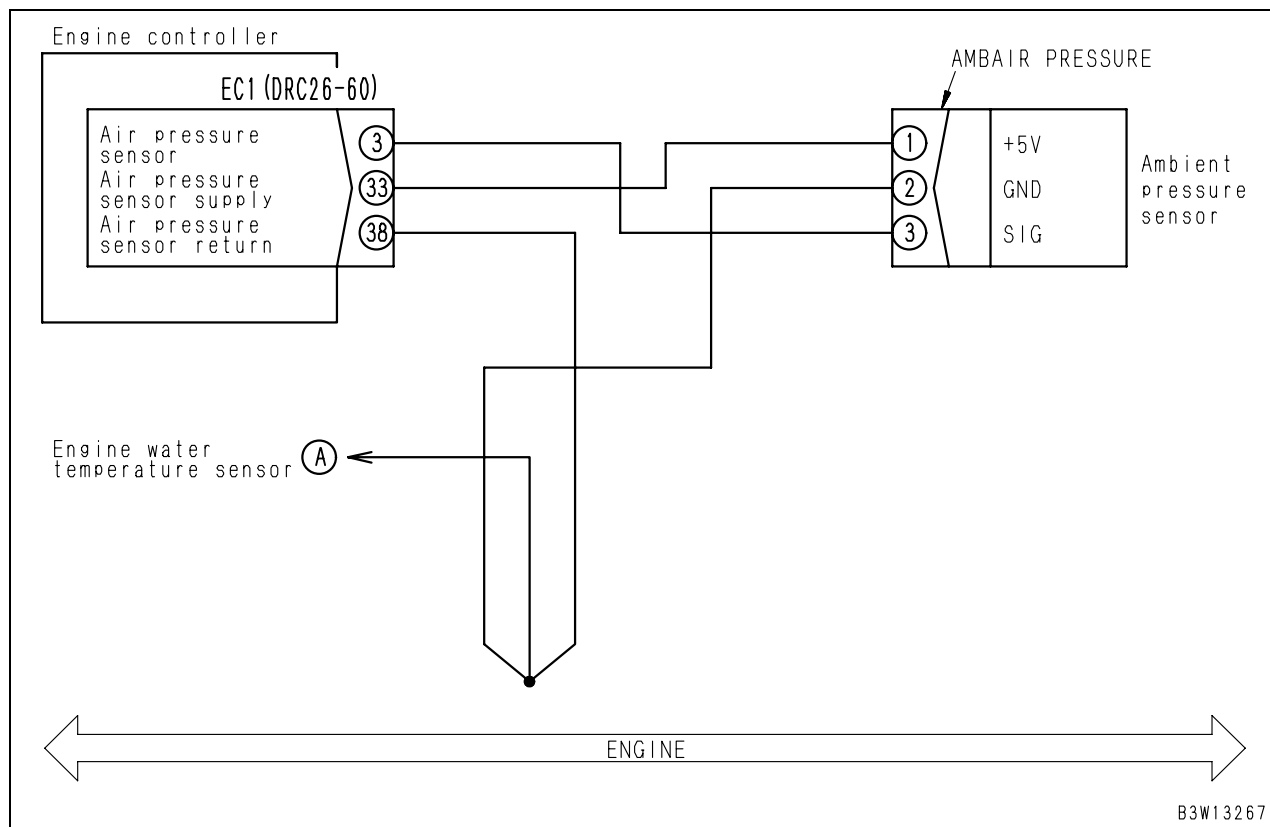 Engine controller
EC1 (DRC26-60)
Air pressure
sensor
3
Air pressure
sensor supply
33
Air pressure
sensor return
38
AMBAIR PRESSURE
1
+5V
2
GND
3
SIG
Ambient
pressure
sensor
Engine water
temperature sensor
A
ENGINE
B3W13267